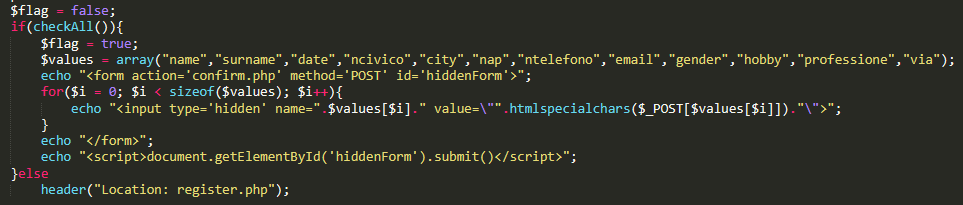 $flag = false;
if(checkAll()){
    $flag = true;
    $values = array("name","surname","date","ncivico","city","nap","ntelefono","email","gender","hobby","professione","via");
    echo "<form action='confirm.php' method='POST' id='hiddenForm'>";
    for($i = 0; $i < sizeof($values); $i++){
        echo "<input type='hidden' name=".$values[$i]." value=\"".htmlspecialchars($_POST[$values[$i]])."\">";
    }
    echo "</form>";
    echo "<script>document.getElementById('hiddenForm').submit()</script>";
}else
    header("Location: register.php");